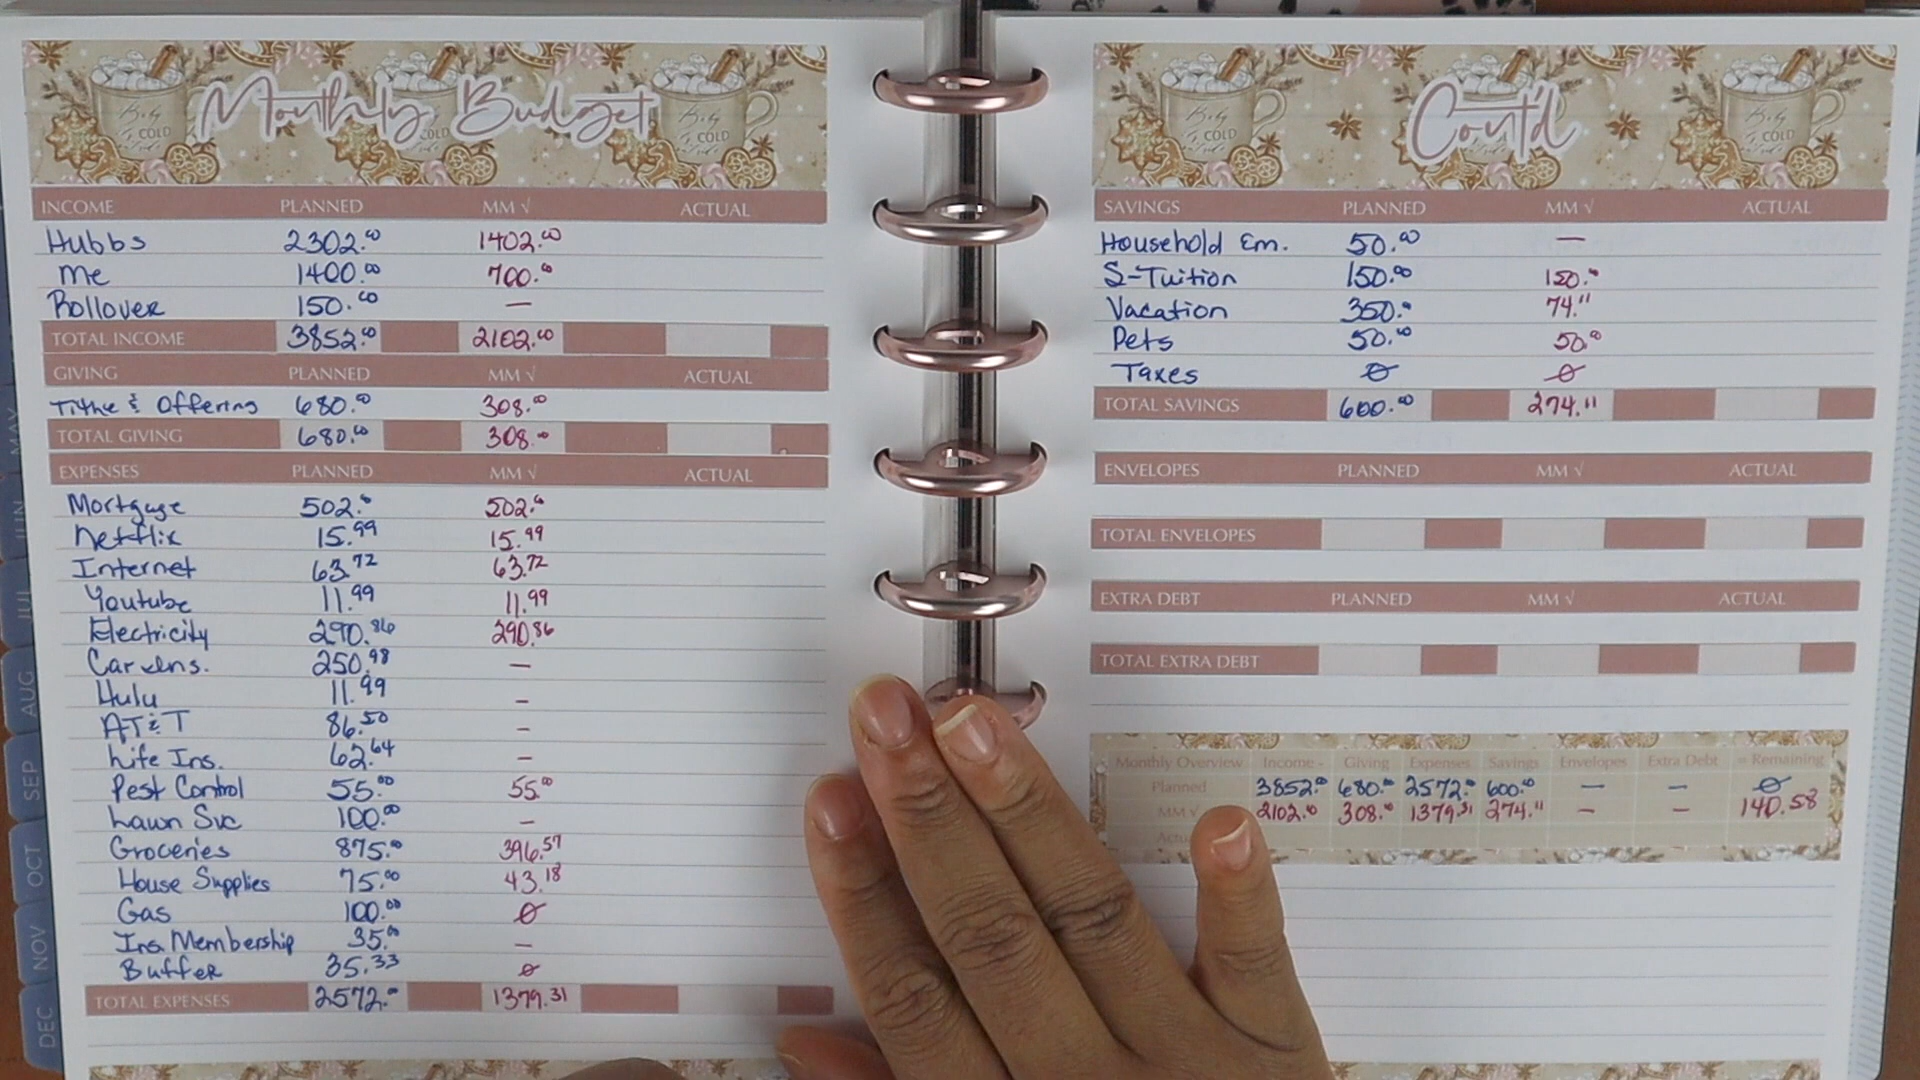 Monthly Budget
INCOME PLANNED MM √ ACTUAL
Hubbs 2302.00 1402.00
Me 1400.00 700.00
Rollover 150.00 —
TOTAL INCOME 3852.00 2102.00
GIVING PLANNED MM √ ACTUAL
Tithe & Offering 680.00 308.00
TOTAL GIVING 680.00 308.00
EXPENSES PLANNED MM √ ACTUAL
Mortgage 502.00 502.00
Netflix 15.99 15.99
Internet 63.72 63.72
Youtube 11.99 11.99
Electricity 290.86 290.86
Car Ins. 250.98 —
Hulu 11.99 —
AT&T 86.50 —
Life Ins. 62.64 —
Pest Control 55.00 55.00
Lawn Svc 100.00 —
Groceries 875.00 396.57
House Supplies 75.00 43.18
Gas 100.00 0
Ins. Membership 35.00 —
Buffer 35.33 0
TOTAL EXPENSES 2572.00 1379.31
Cont'd
SAVINGS PLANNED MM √ ACTUAL
Household Em. 50.00 —
S-Tuition 150.00 150.00
Vacation 350.00 74.11
Pets 50.00 50.00
Taxes 0 0
TOTAL SAVINGS 600.00 274.11
ENVELOPES PLANNED MM √ ACTUAL
TOTAL ENVELOPES
EXTRA DEBT PLANNED MM √ ACTUAL
TOTAL EXTRA DEBT
Monthly Overview Income - Giving Expenses Savings Envelopes Extra Debt = Remaining
Planned 3852.00 680.00 2572.00 600.00 — — 0
MM √ 2102.00 308.00 1379.31 274.11 — — 140.58
MAY
JUN
JUL
AUG
SEP
OCT
NOV
DEC